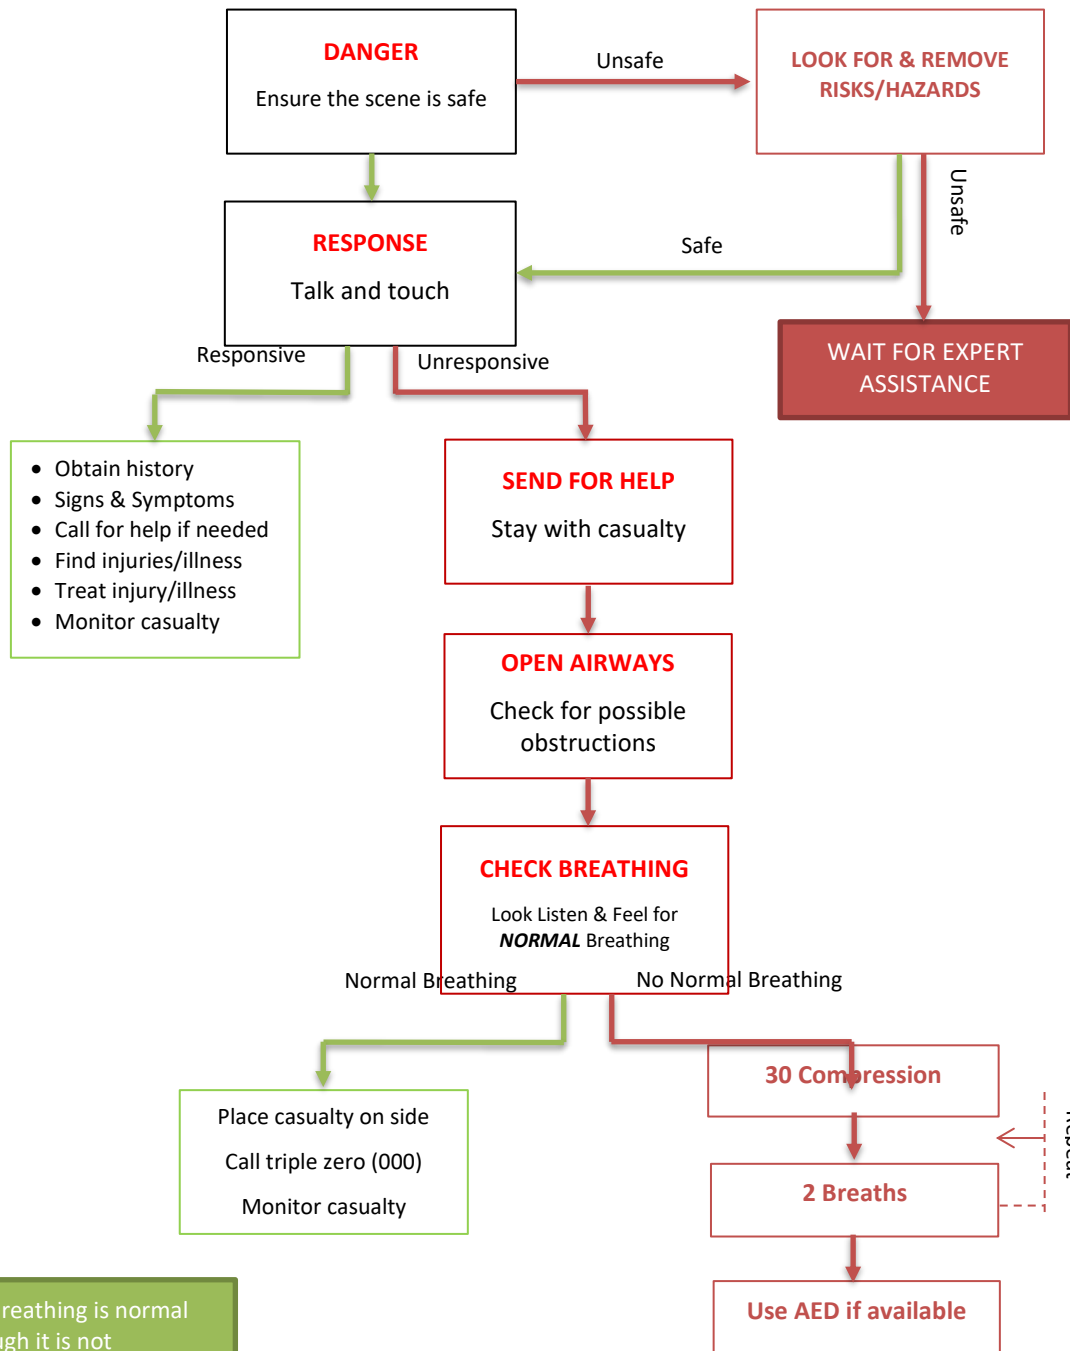 DANGER
Ensure the scene is safe
Unsafe
LOOK FOR & REMOVE
RISKS/HAZARDS
Unsafe
RESPONSE
Talk and touch
Safe
WAIT FOR EXPERT
ASSISTANCE
Responsive
Unresponsive
• Obtain history
• Signs & Symptoms
• Call for help if needed
• Find injuries/illness
• Treat injury/illness
• Monitor casualty
SEND FOR HELP
Stay with casualty
OPEN AIRWAYS
Check for possible
obstructions
CHECK BREATHING
Look Listen & Feel for
NORMAL Breathing
Normal Breathing
No Normal Breathing
Place casualty on side
Call triple zero (000)
Monitor casualty
30 Compression
2 Breaths
Repeat
Use AED if available
reathing is normal
ugh it is not